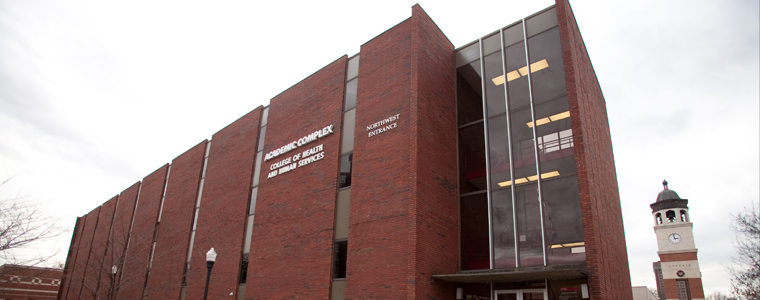 ACADEMIC COMPLEX
COLLEGE OF HEALTH
AND HUMAN SERVICES
NORTHWEST
ENTRANCE